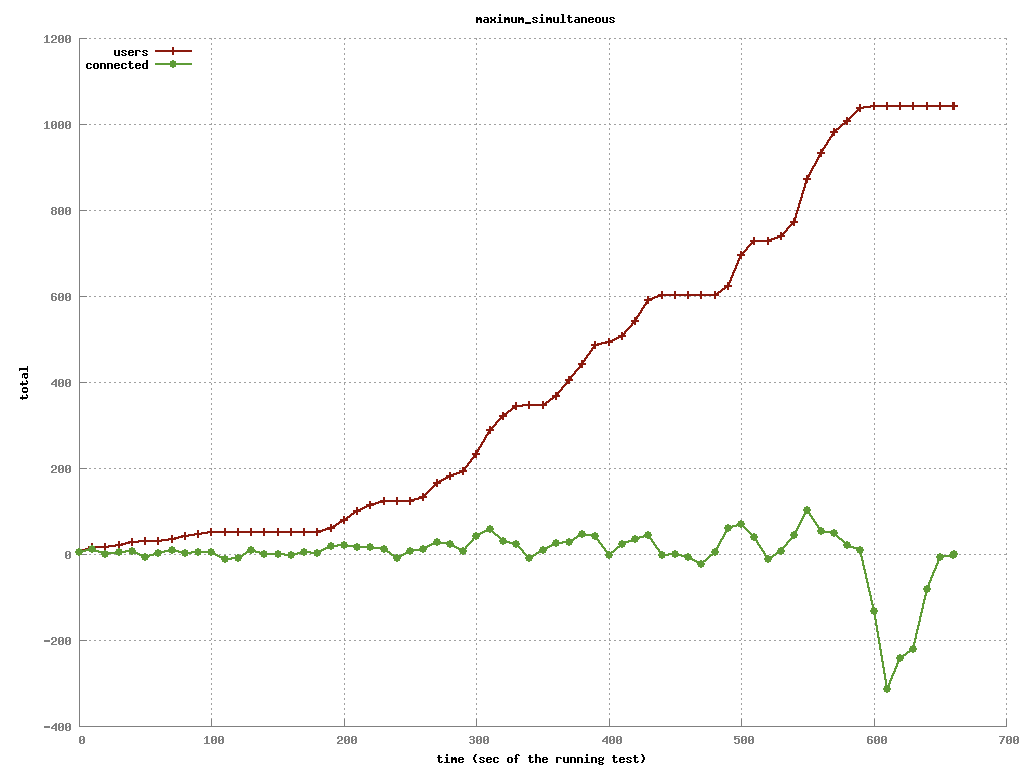 maximum_simultaneous
1200
users
connected
1000
800
600
total
400
200
0
-200
-400
0 100 200 300 400 500 600 700
time (sec of the running test)